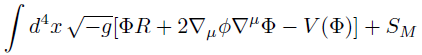 ∫ d⁴x √−g[ΦR + 2∇_μϕ∇^μΦ − V(Φ)] + S_M